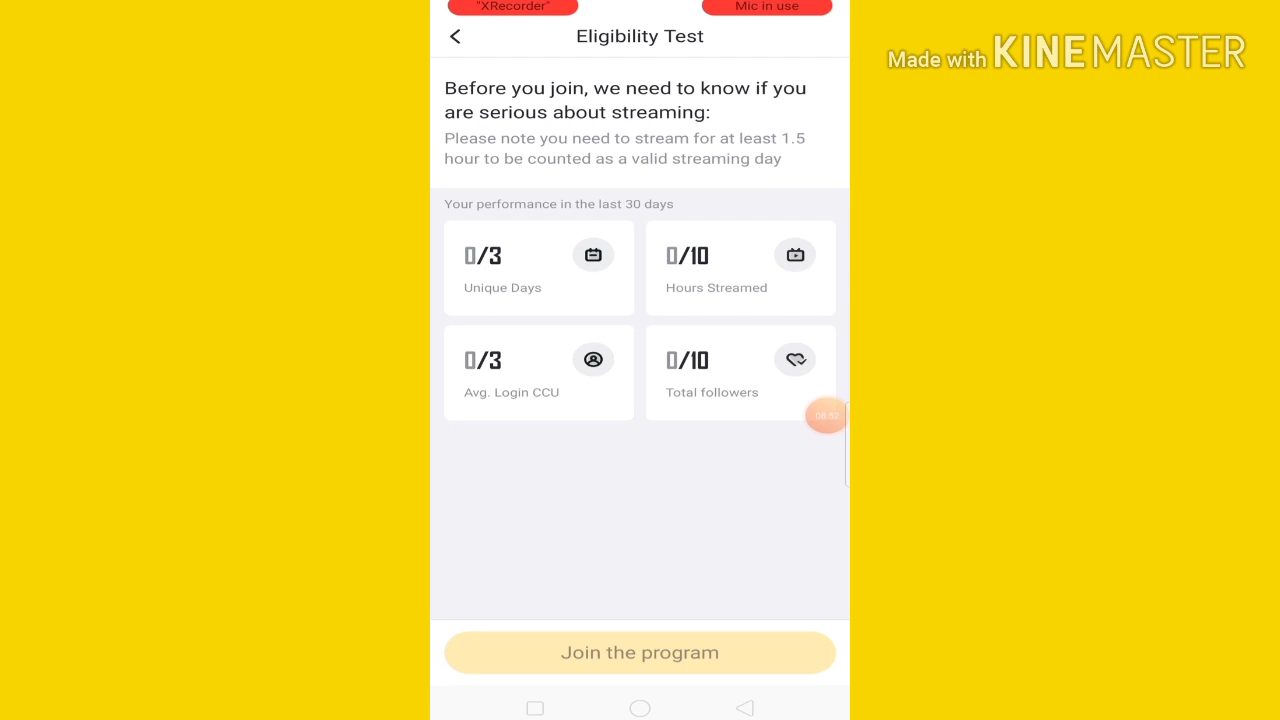 "XRecorder"
Mic in use
Eligibility Test
Made with KINEMASTER
Before you join, we need to know if you
are serious about streaming:
Please note you need to stream for at least 1.5
hour to be counted as a valid streaming day
Your performance in the last 30 days
0/3
0/10
Unique Days
Hours Streamed
0/3
0/10
Avg. Login CCU
Total followers
08:50
Join the program